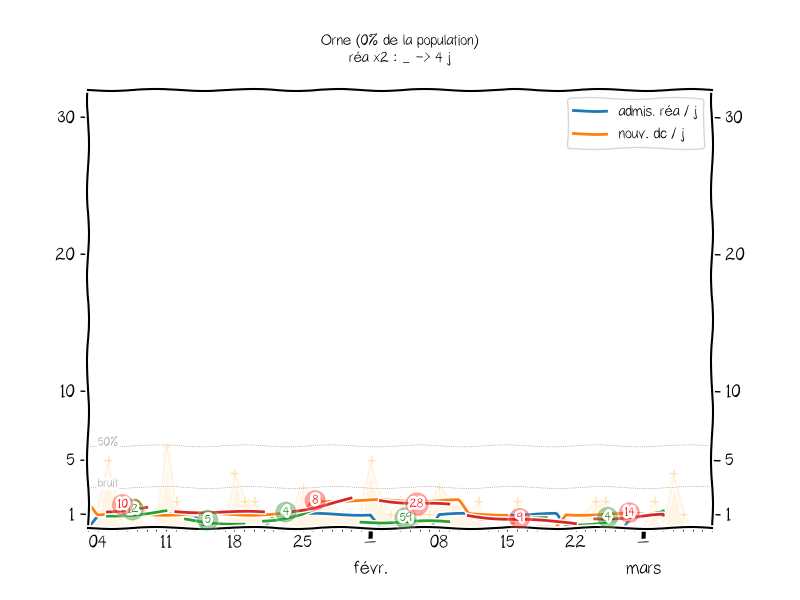 Orne (0% de la population)
réa x2 : _ -> 4 j
admis. réa / j
nouv. dc / j
30 30
20 20
10 10
50%
5 5
bruit
10 2 5 4 8 59 28 9 4 14
1 1
04 11 18 25 1 08 15 22 1
févr. mars